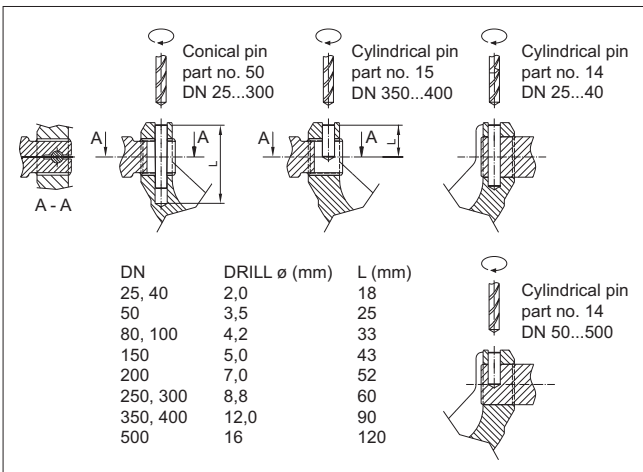 Conical pin
part no. 50
DN 25...300
Cylindrical pin
part no. 15
DN 350...400
Cylindrical pin
part no. 14
DN 25...40
A A
L
A A
L
A - A
DN DRILL ø (mm) L (mm)
25, 40 2,0 18
50 3,5 25
80, 100 4,2 33
150 5,0 43
200 7,0 52
250, 300 8,8 60
350, 400 12,0 90
500 16 120
Cylindrical pin
part no. 14
DN 50...500